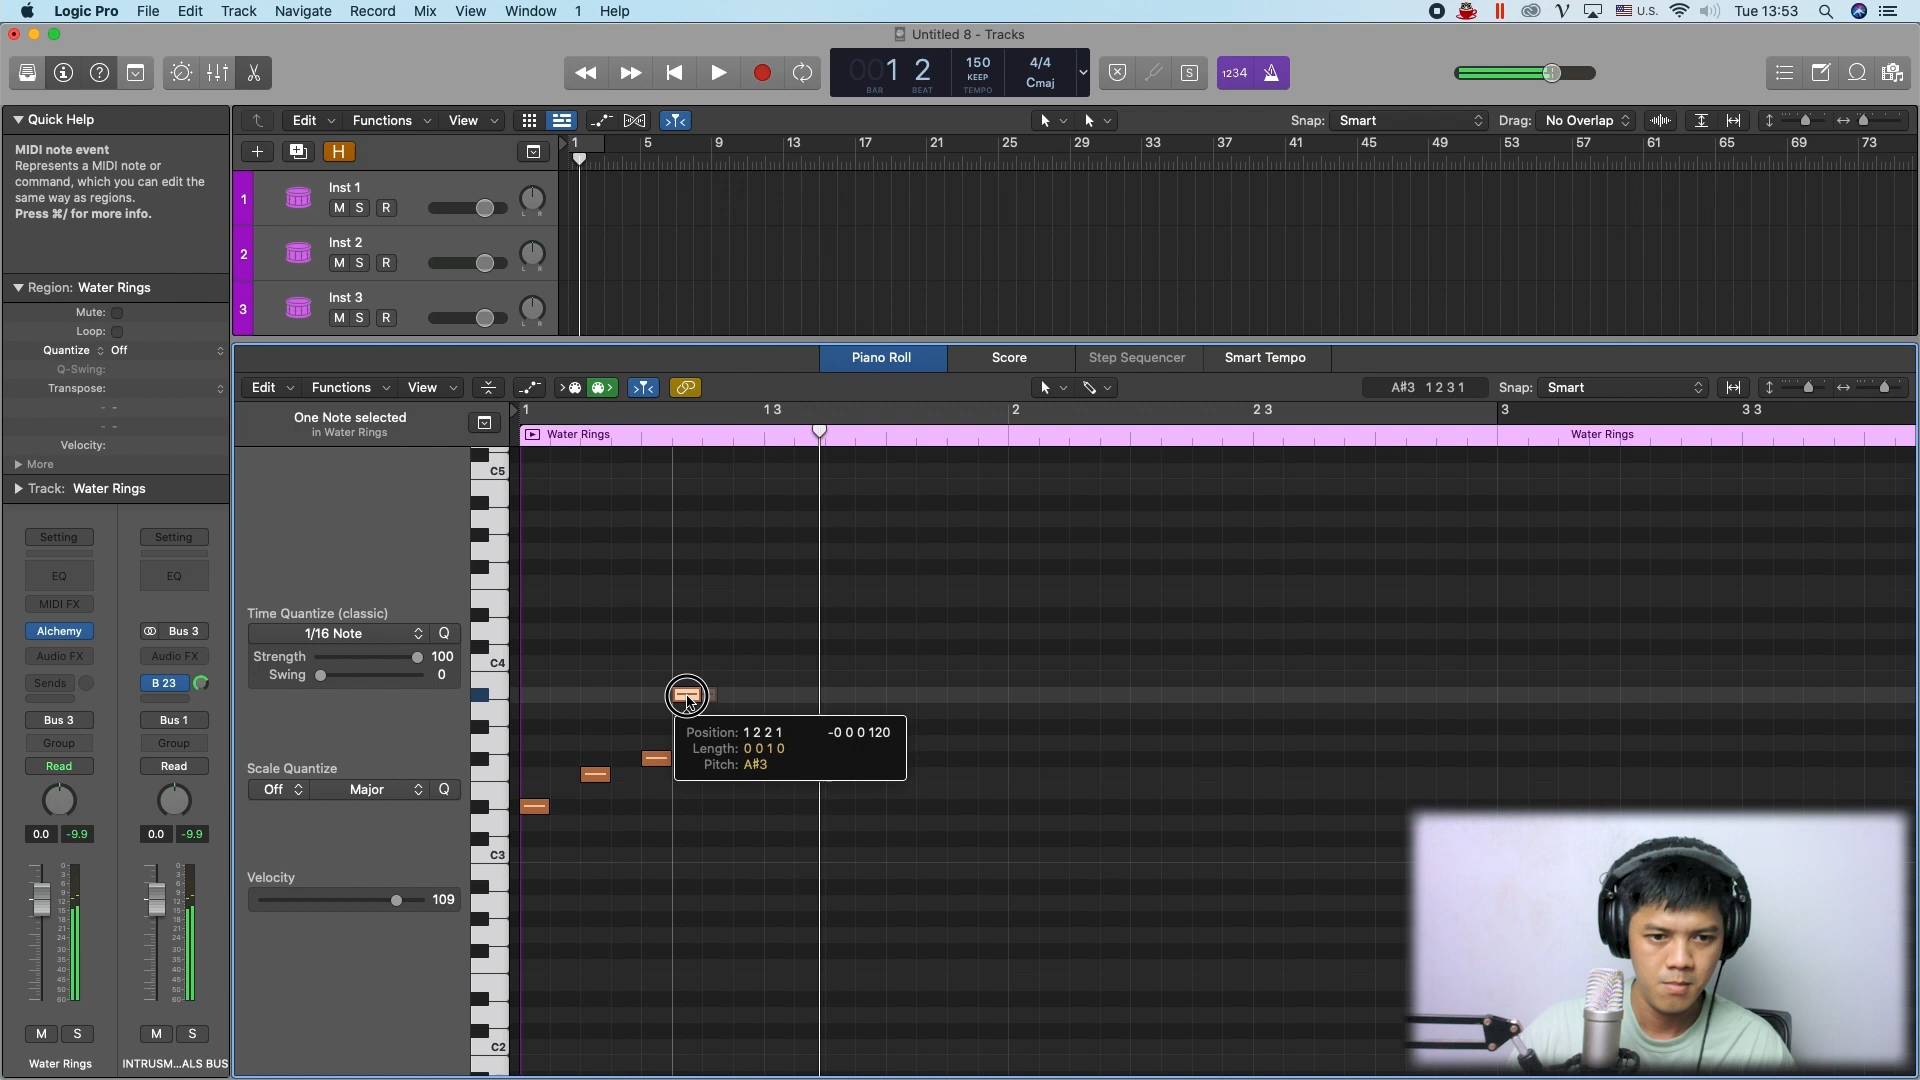 Logic Pro File Edit Track Navigate Record Mix View Window 1 Help
U.S. Tue 13:53
Untitled 8 - Tracks
001 2 150 4/4
KEEP Cmaj
BAR BEAT TEMPO
S 1234
Quick Help
MIDI note event
Represents a MIDI note or
command, which you can edit the
same way as regions.
Press ⌘/ for more info.
Region: Water Rings
Mute:
Loop:
Quantize Off
Q-Swing:
Transpose:
Velocity:
More
Track: Water Rings
Setting Setting
EQ EQ
MIDI FX
Alchemy Bus 3
Audio FX Audio FX
Sends B 23
Bus 3 Bus 1
Group Group
Read Read
0.0 -9.9 0.0 -9.9
M S M S
Water Rings INTRUSM...ALS BUS
Edit Functions View Snap: Smart Drag: No Overlap
H 1 5 9 13 17 21 25 29 33 37 41 45 49 53 57 61 65 69 73
1 Inst 1
M S R
L R
2 Inst 2
M S R
L R
3 Inst 3
M S R
L R
Piano Roll Score Step Sequencer Smart Tempo
Edit Functions View A#3 1 2 3 1 Snap: Smart
One Note selected
in Water Rings
1 1 3 2 2 3 3 3 3
Water Rings Water Rings
C5
C4
C3
C2
Time Quantize (classic)
1/16 Note Q
Strength 100
Swing 0
Scale Quantize
Off Major Q
Velocity
109
Position: 1 2 2 1 -0 0 0 120
Length: 0 0 1 0
Pitch: A#3